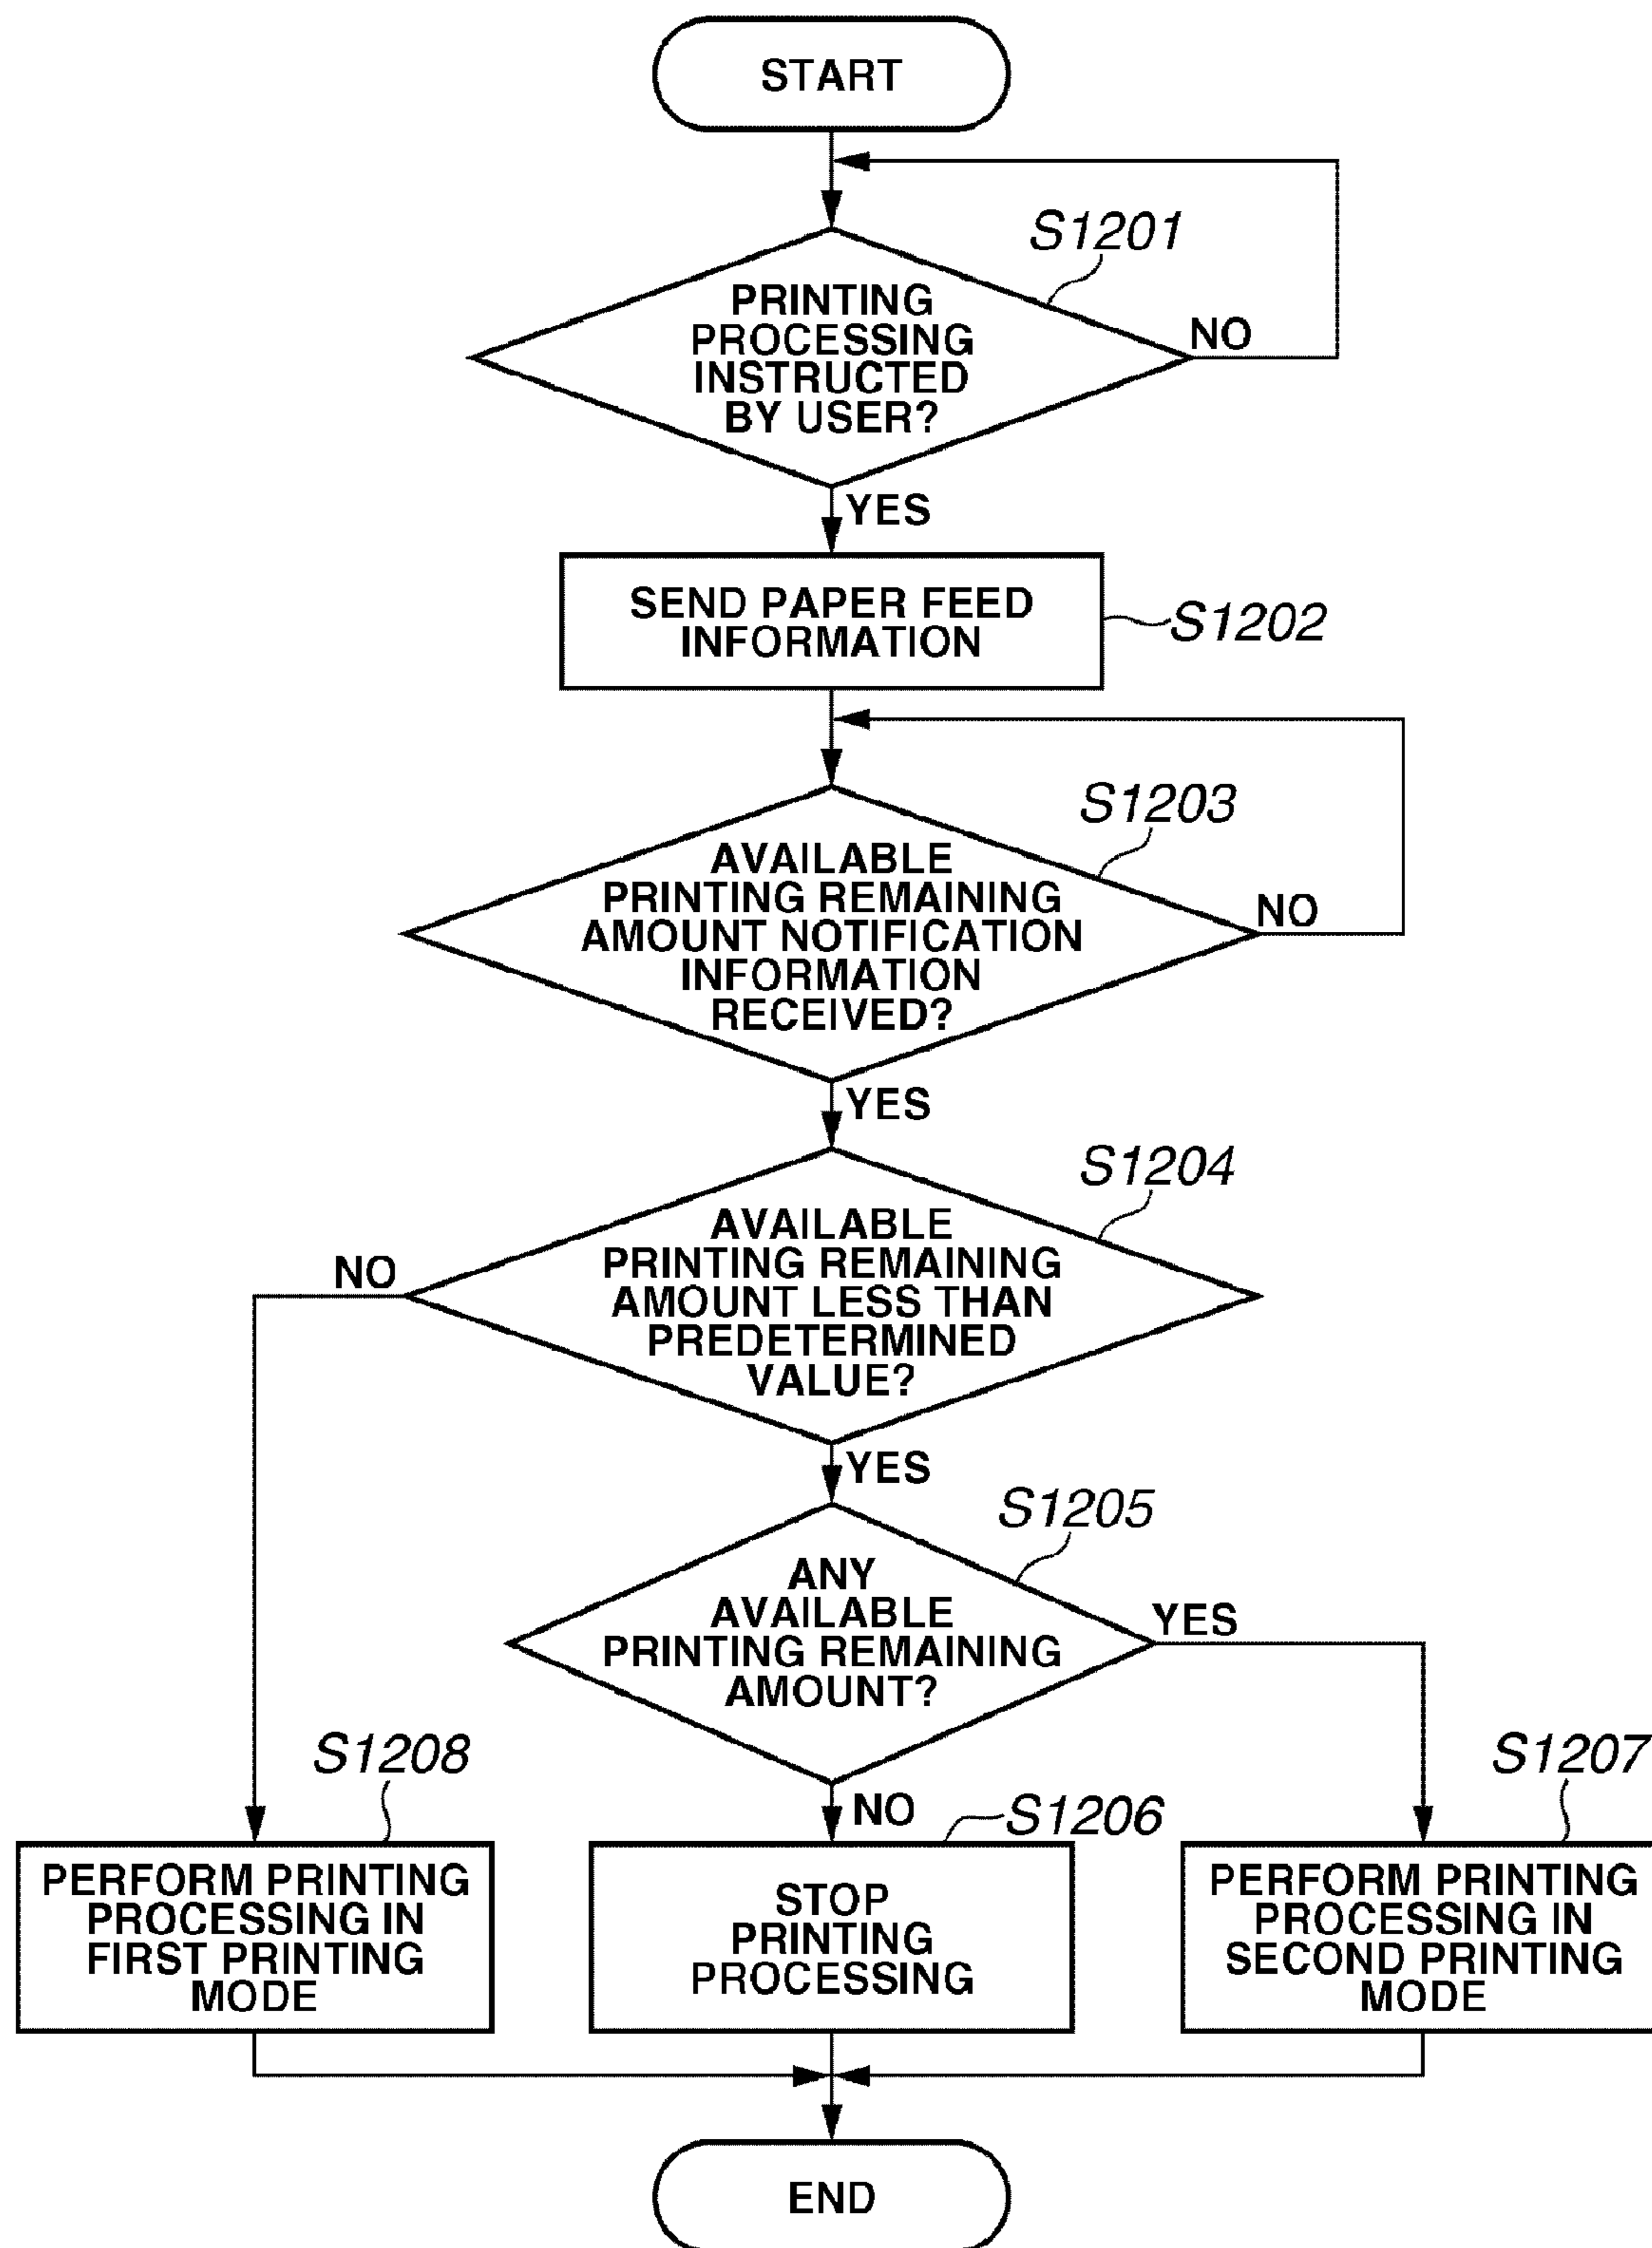 START
S1201
PRINTING
PROCESSING
INSTRUCTED
BY USER?
NO
YES
SEND PAPER FEED
INFORMATION
S1202
S1203
AVAILABLE
PRINTING REMAINING
AMOUNT NOTIFICATION
INFORMATION
RECEIVED?
NO
YES
S1204
AVAILABLE
PRINTING REMAINING
AMOUNT LESS THAN
PREDETERMINED
VALUE?
NO
YES
S1205
ANY
AVAILABLE
PRINTING REMAINING
AMOUNT?
YES
NO
S1208
PERFORM PRINTING
PROCESSING IN
FIRST PRINTING
MODE
S1206
STOP
PRINTING
PROCESSING
S1207
PERFORM PRINTING
PROCESSING IN
SECOND PRINTING
MODE
END